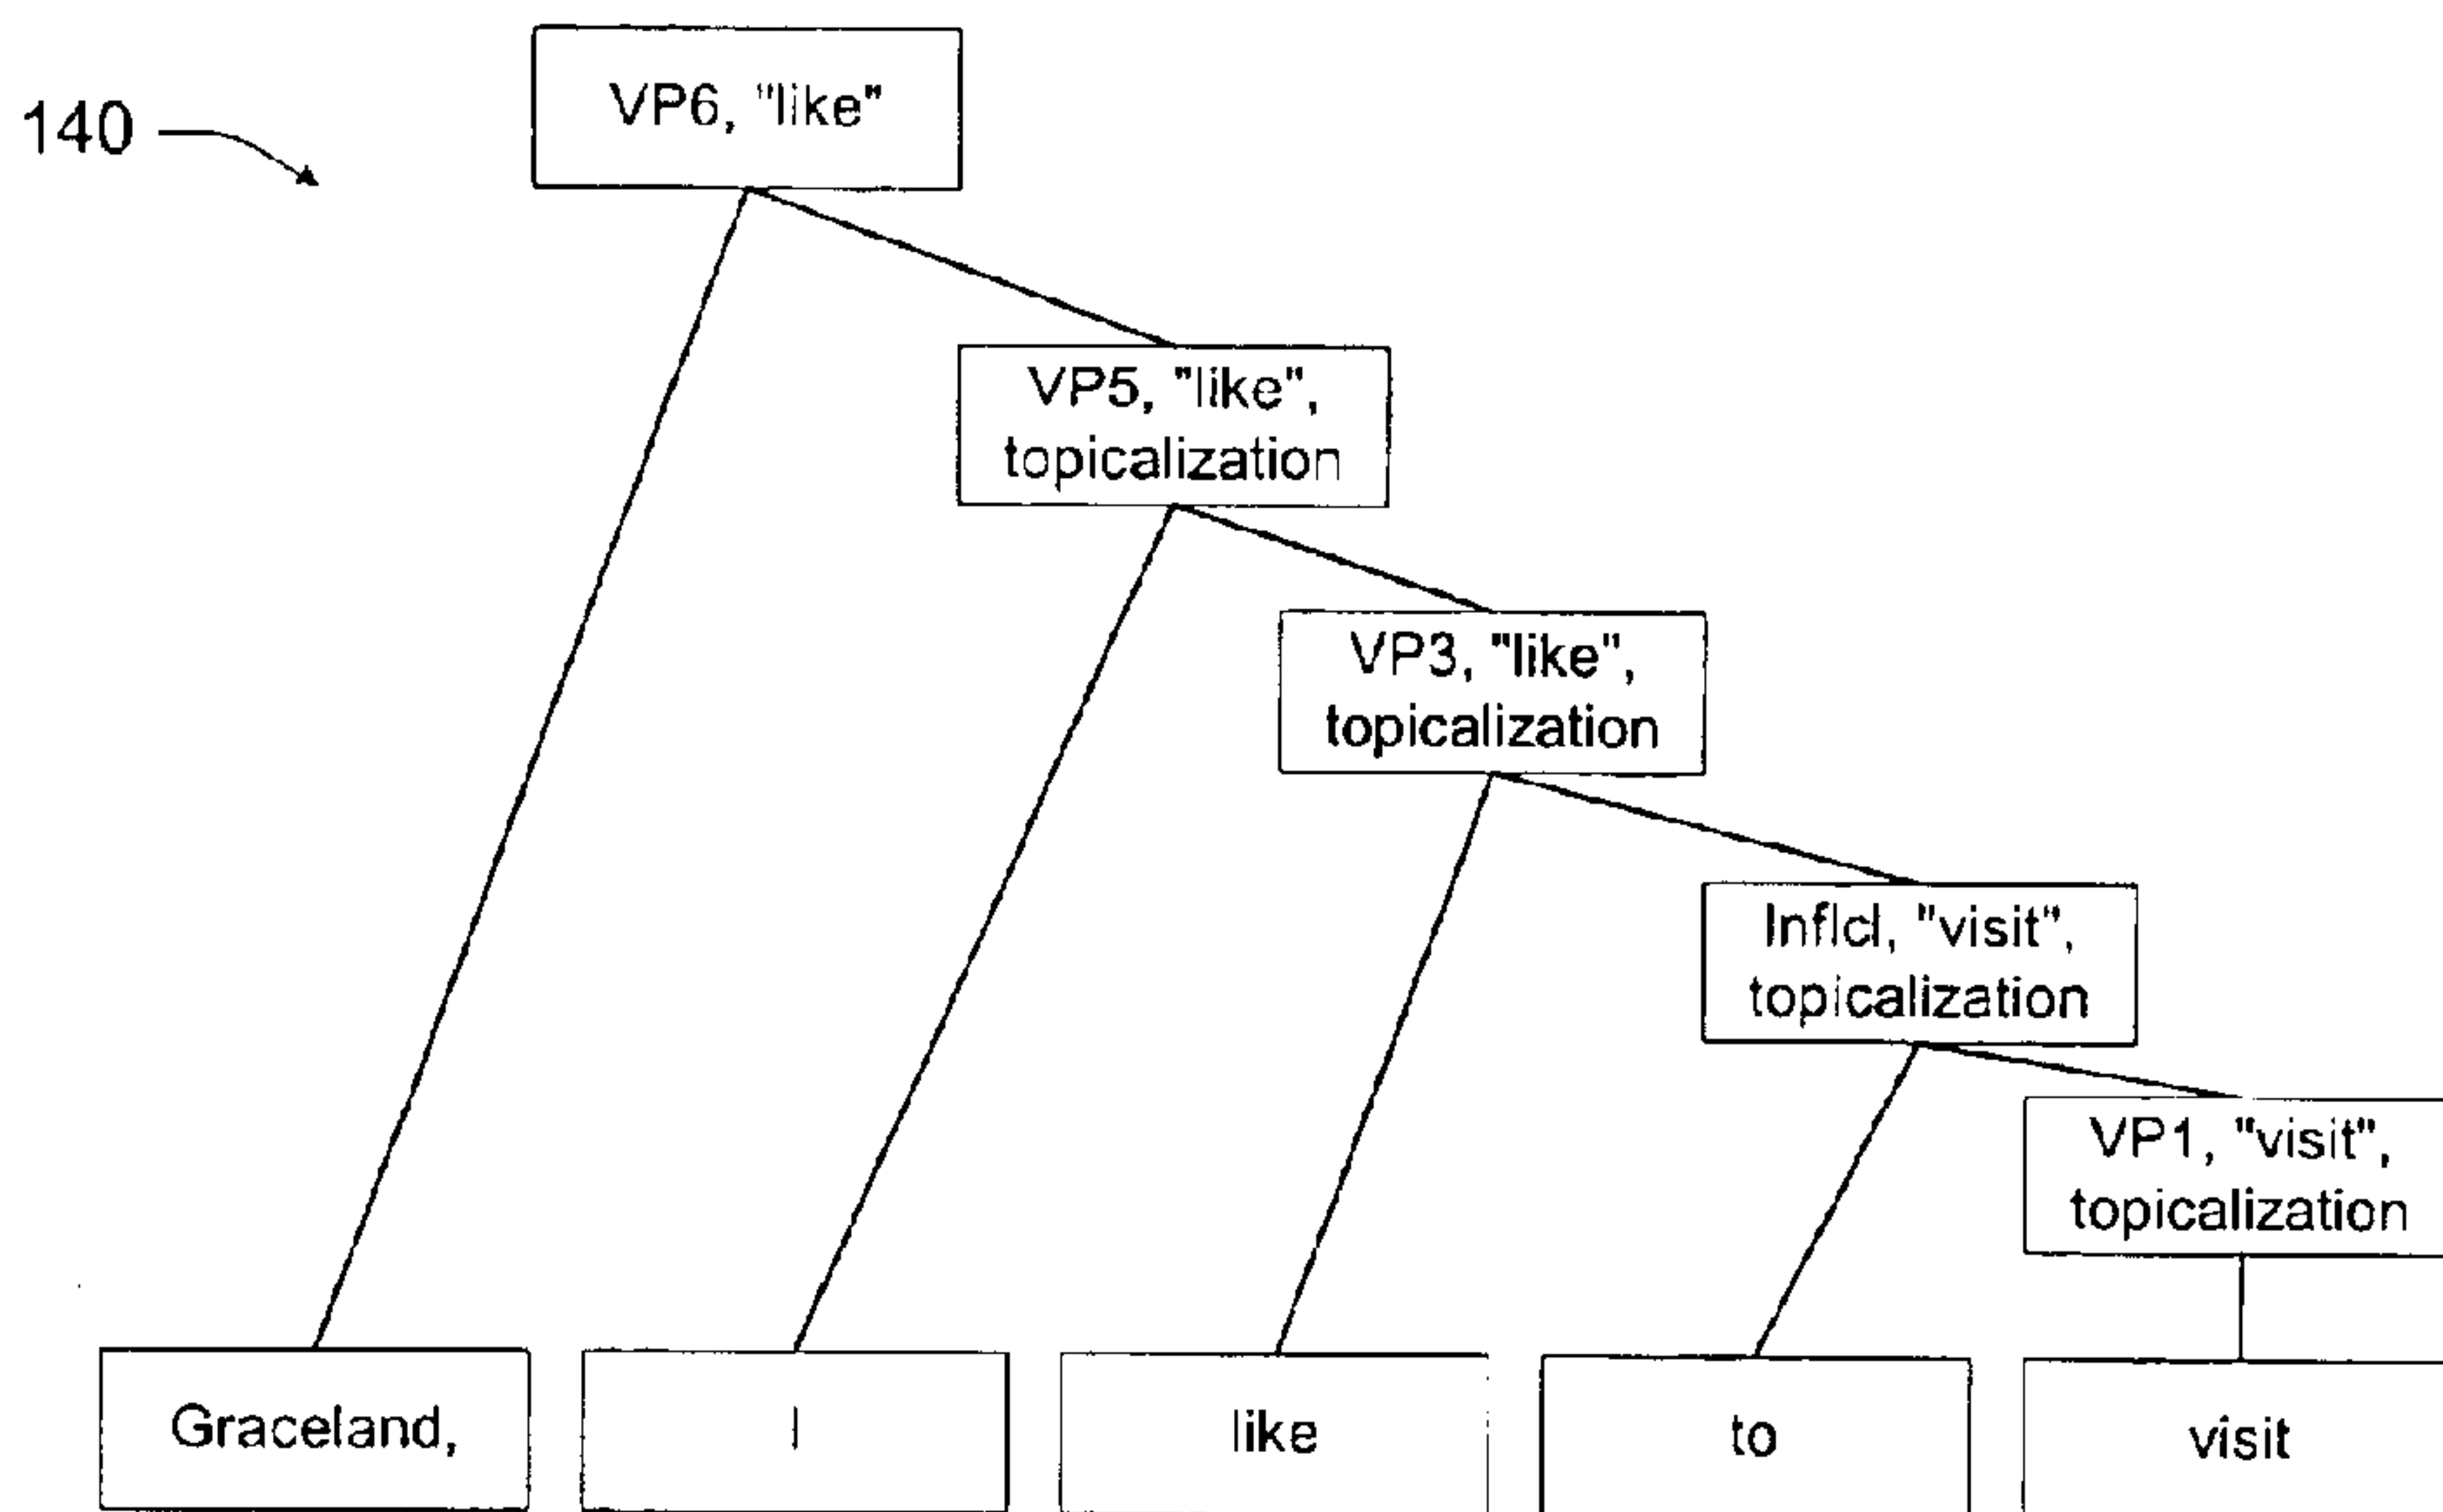 VP6, "like"
140
VP5, "like",
topicalization
VP3, "like",
topicalization
Inflcl, "visit",
topicalization
VP1, "visit",
topicalization
Graceland,
I
like
to
visit